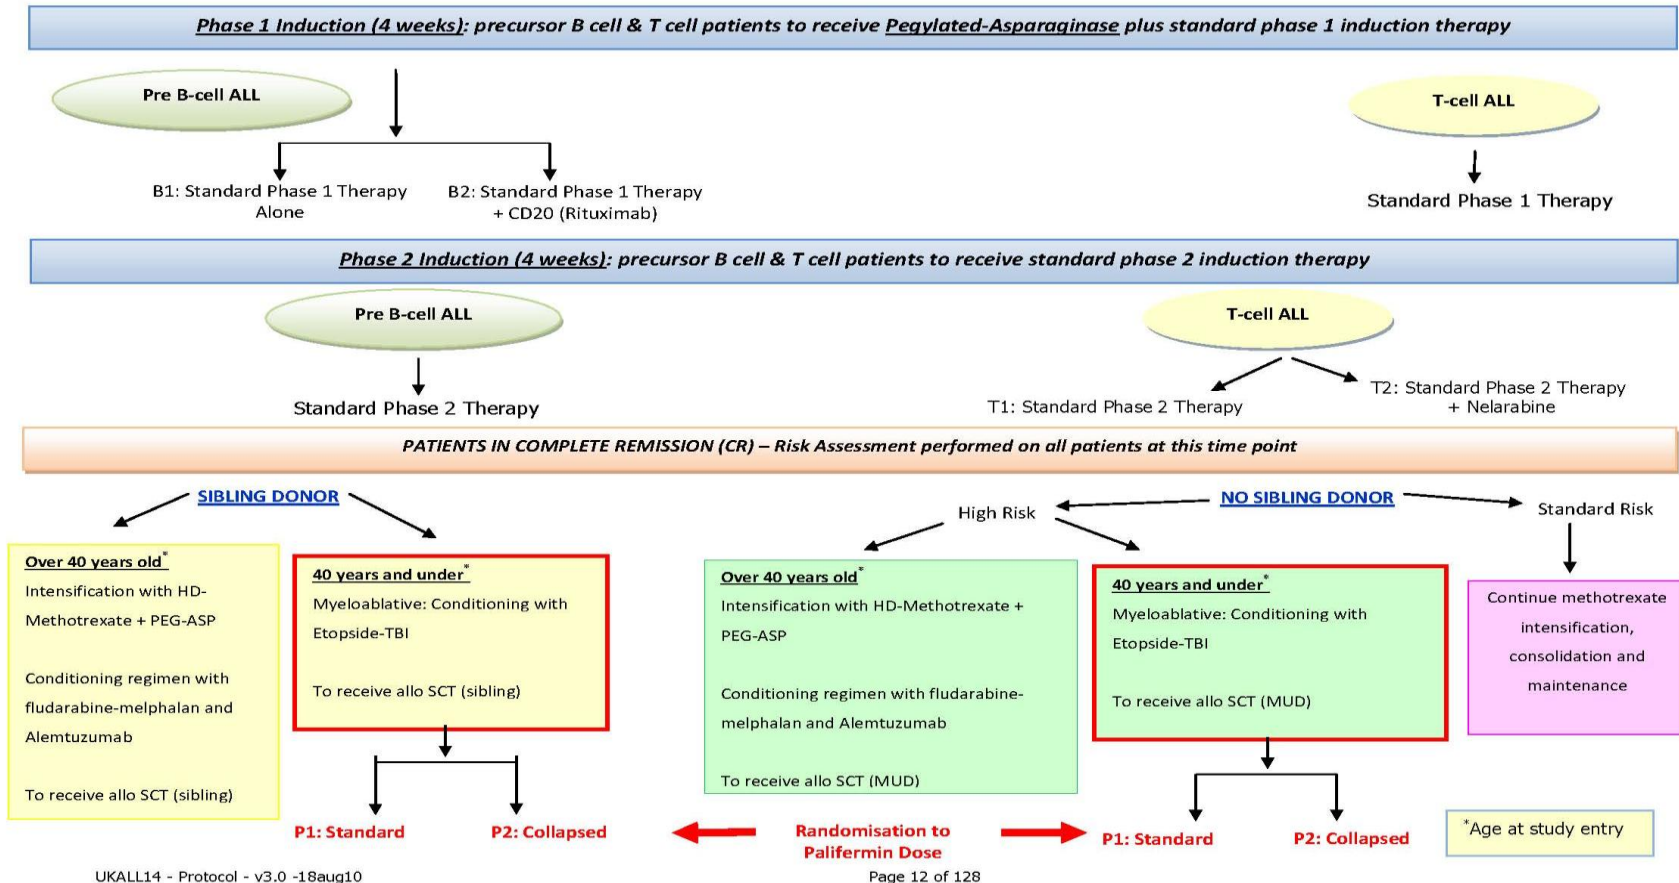 Phase 1 Induction (4 weeks): precursor B cell & T cell patients to receive Pegylated-Asparaginase plus standard phase 1 induction therapy
Pre B-cell ALL
T-cell ALL
B1: Standard Phase 1 Therapy
Alone
B2: Standard Phase 1 Therapy
+ CD20 (Rituximab)
Standard Phase 1 Therapy
Phase 2 Induction (4 weeks): precursor B cell & T cell patients to receive standard phase 2 induction therapy
Pre B-cell ALL
T-cell ALL
Standard Phase 2 Therapy
T1: Standard Phase 2 Therapy
T2: Standard Phase 2 Therapy
+ Nelarabine
PATIENTS IN COMPLETE REMISSION (CR) – Risk Assessment performed on all patients at this time point
SIBLING DONOR
NO SIBLING DONOR
High Risk
Standard Risk
Over 40 years old*
Intensification with HD-
Methotrexate + PEG-ASP
Conditioning regimen with
fludarabine-melphalan and
Alemtuzumab
To receive allo SCT (sibling)
40 years and under*
Myeloablative: Conditioning with
Etopside-TBI
To receive allo SCT (sibling)
Over 40 years old*
Intensification with HD-Methotrexate +
PEG-ASP
Conditioning regimen with fludarabine-
melphalan and Alemtuzumab
To receive allo SCT (MUD)
40 years and under*
Myeloablative: Conditioning with
Etopside-TBI
To receive allo SCT (MUD)
Continue methotrexate
intensification,
consolidation and
maintenance
P1: Standard
P2: Collapsed
Randomisation to
Palifermin Dose
P1: Standard
P2: Collapsed
*Age at study entry
UKALL14 - Protocol - v3.0 -18aug10
Page 12 of 128